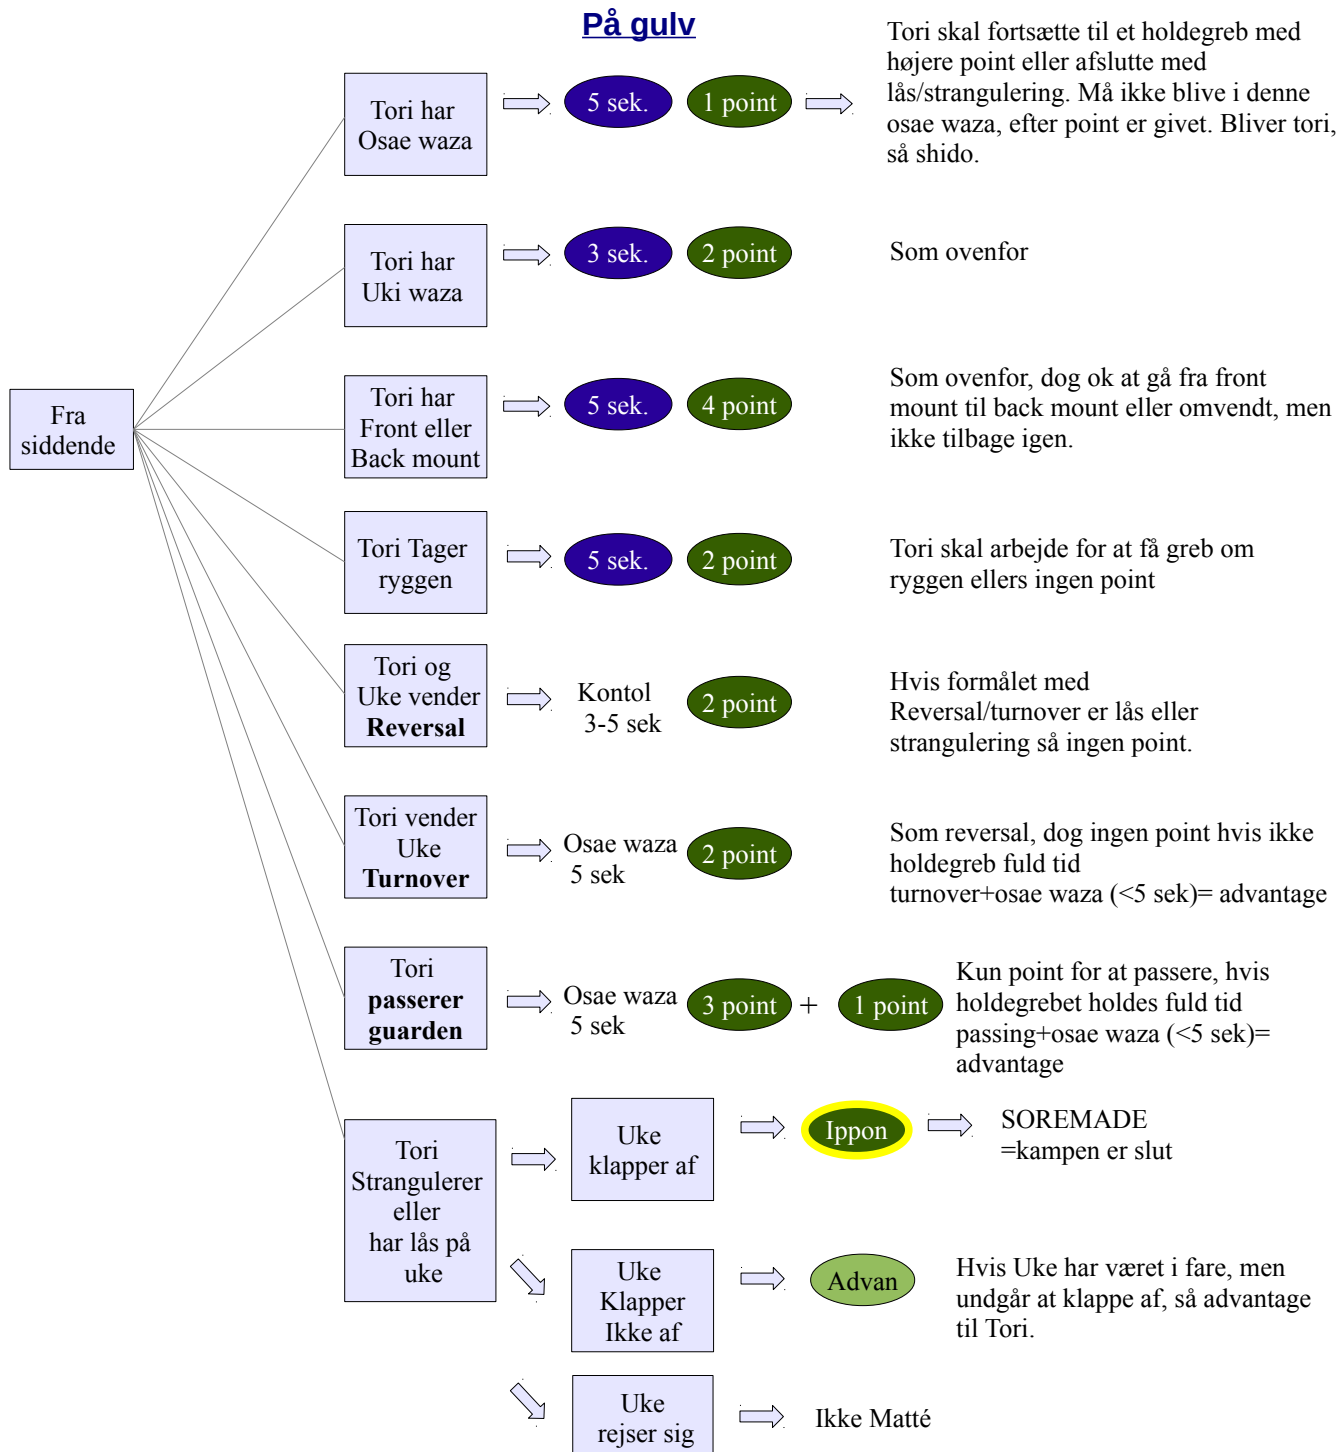 På gulv
Tori har
Osae waza
5 sek.
1 point
Tori skal fortsætte til et holdegreb med
højere point eller afslutte med
lås/strangulering. Må ikke blive i denne
osae waza, efter point er givet. Bliver tori,
så shido.
Tori har
Uki waza
3 sek.
2 point
Som ovenfor
Fra
siddende
Tori har
Front eller
Back mount
5 sek.
4 point
Som ovenfor, dog ok at gå fra front
mount til back mount eller omvendt, men
ikke tilbage igen.
Tori Tager
ryggen
5 sek.
2 point
Tori skal arbejde for at få greb om
ryggen ellers ingen point
Tori og
Uke vender
Reversal
Kontol
3-5 sek
2 point
Hvis formålet med
Reversal/turnover er lås eller
strangulering så ingen point.
Tori vender
Uke
Turnover
Osae waza
5 sek
2 point
Som reversal, dog ingen point hvis ikke
holdegreb fuld tid
turnover+osae waza (<5 sek)= advantage
Tori
passerer
guarden
Osae waza
5 sek
3 point
+
1 point
Kun point for at passere, hvis
holdegrebet holdes fuld tid
passing+osae waza (<5 sek)=
advantage
Tori
Strangulerer
eller
har lås på
uke
Uke
klapper af
Ippon
SOREMADE
=kampen er slut
Uke
Klapper
Ikke af
Advan
Hvis Uke har været i fare, men
undgår at klappe af, så advantage
til Tori.
Uke
rejser sig
Ikke Matté